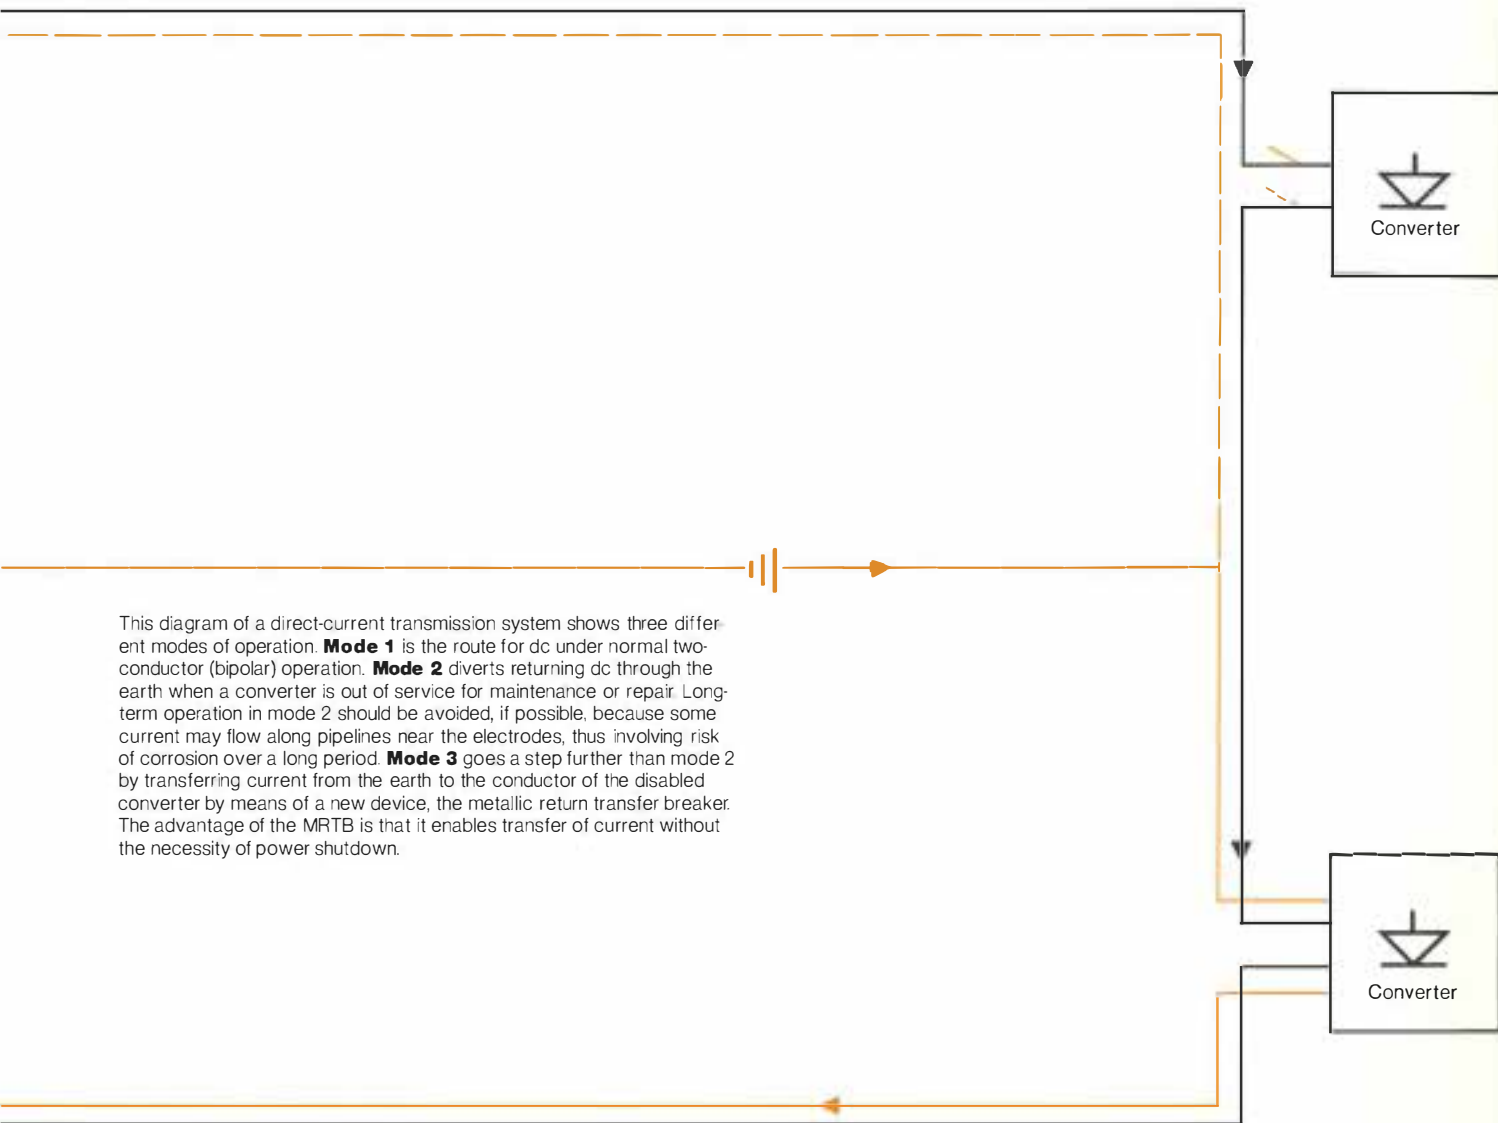 Converter
This diagram of a direct-current transmission system shows three differ-
ent modes of operation. Mode 1 is the route for dc under normal two-
conductor (bipolar) operation. Mode 2 diverts returning dc through the
earth when a converter is out of service for maintenance or repair. Long-
term operation in mode 2 should be avoided, if possible, because some
current may flow along pipelines near the electrodes, thus involving risk
of corrosion over a long period. Mode 3 goes a step further than mode 2
by transferring current from the earth to the conductor of the disabled
converter by means of a new device, the metallic return transfer breaker.
The advantage of the MRTB is that it enables transfer of current without
the necessity of power shutdown.
Converter